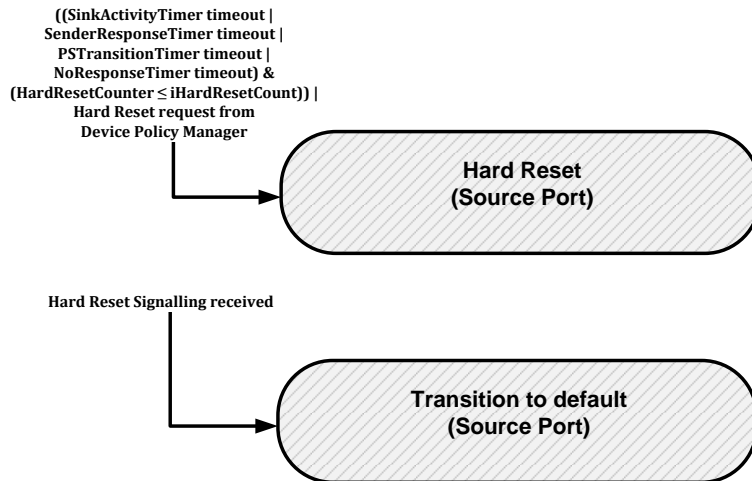 ((SinkActivityTimer timeout |
SenderResponseTimer timeout |
PSTransitionTimer timeout |
NoResponseTimer timeout) &
(HardResetCounter ≤ iHardResetCount)) |
Hard Reset request from
Device Policy Manager
Hard Reset
(Source Port)
Hard Reset Signalling received
Transition to default
(Source Port)